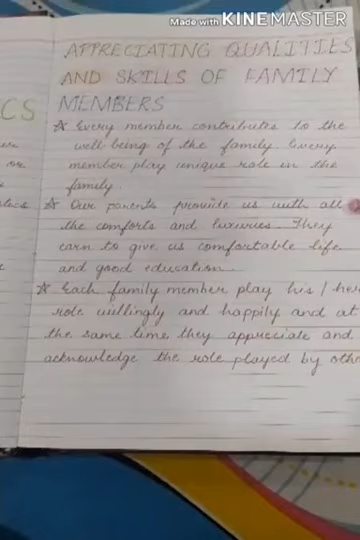 Made with KINEMASTER
APPRECIATING QUALITIES
AND SKILLS OF FAMILY
MEMBERS
CS
☆ Every member contributes to the
well being of the family Every
member play unique role in the
family.
☆ Our parents provide us with all
the comforts and luxuries. They
earn to give us comfortable life
and good education.
☆ Each family member play his / her
role willingly and happily and at
the same time they appreciate and
acknowledge the role played by othe